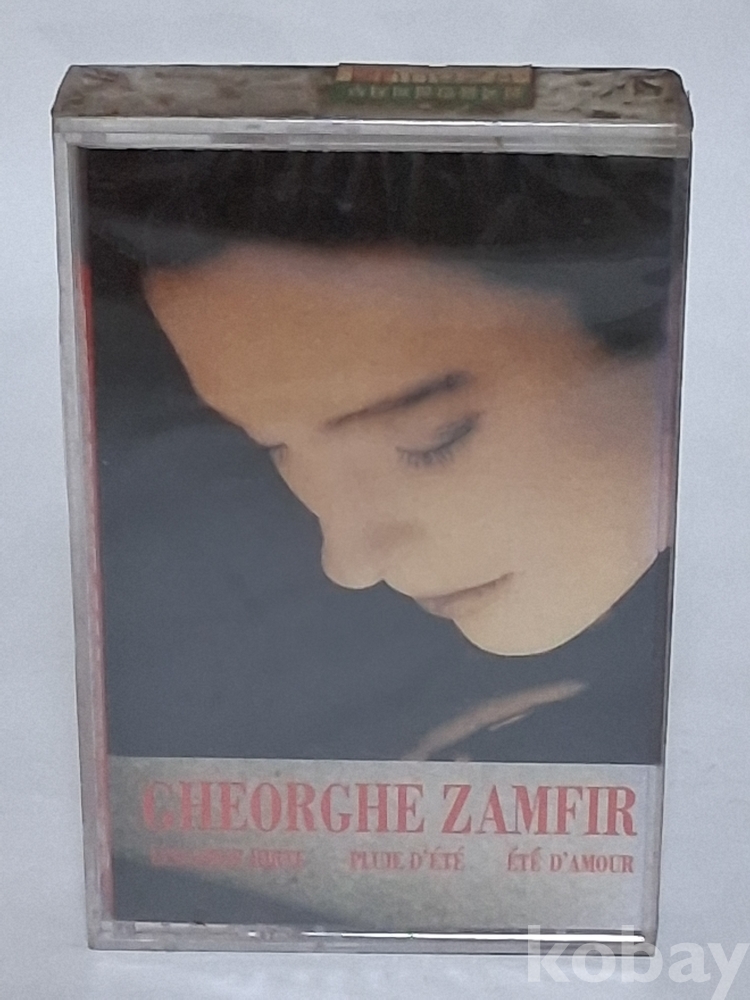 GHEORGHE ZAMFIR
PLUIE D'ÉTÉ ÉTÉ D'AMOUR
kobay